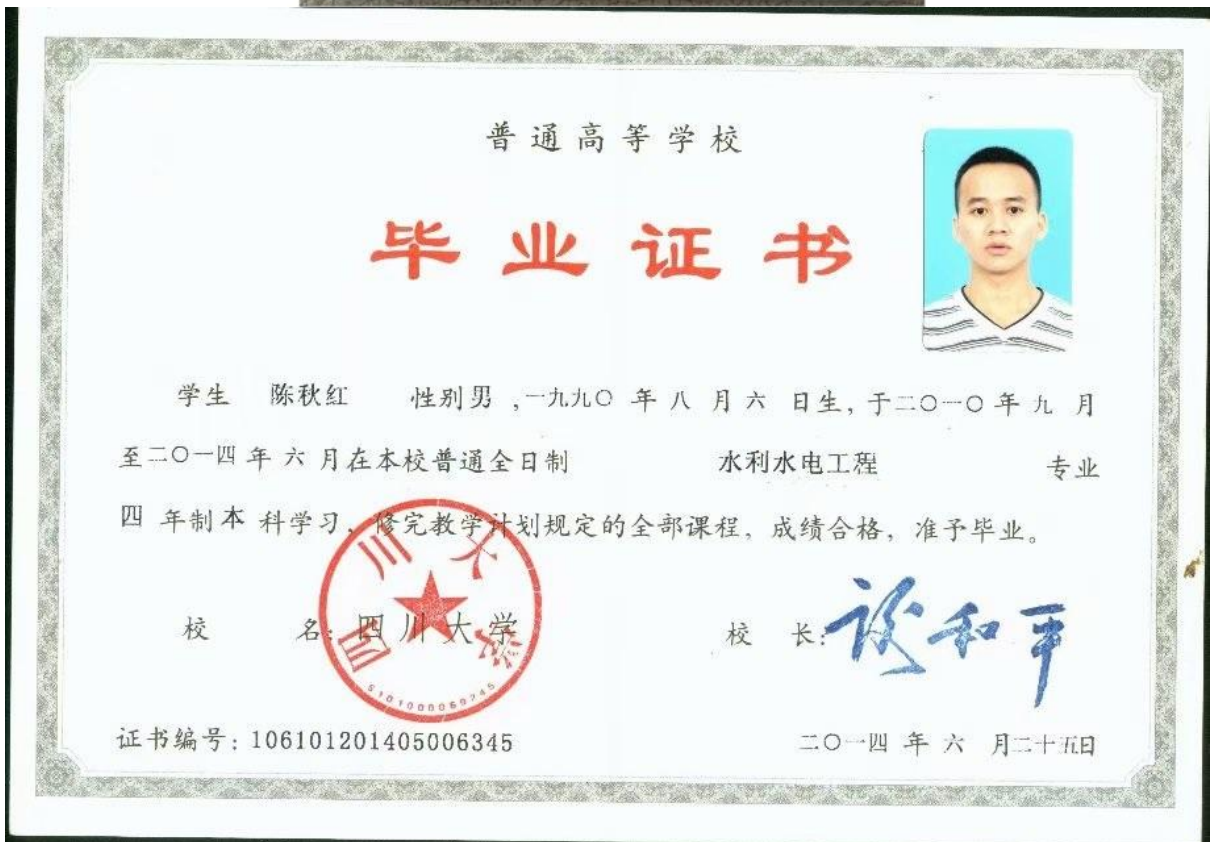 普通高等学校
毕业证书
学生 陈秋红 性别男,一九九〇年八月六日生,于二〇一〇年九月
至二〇一四年六月在本校普通全日制 水利水电工程 专业
四年制本科学习,修完教学计划规定的全部课程,成绩合格,准予毕业。
校 名:四川大学
四川大学
5101000060745
校 长:谢和平
证书编号:106101201405006345
二〇一四年六月二十五日